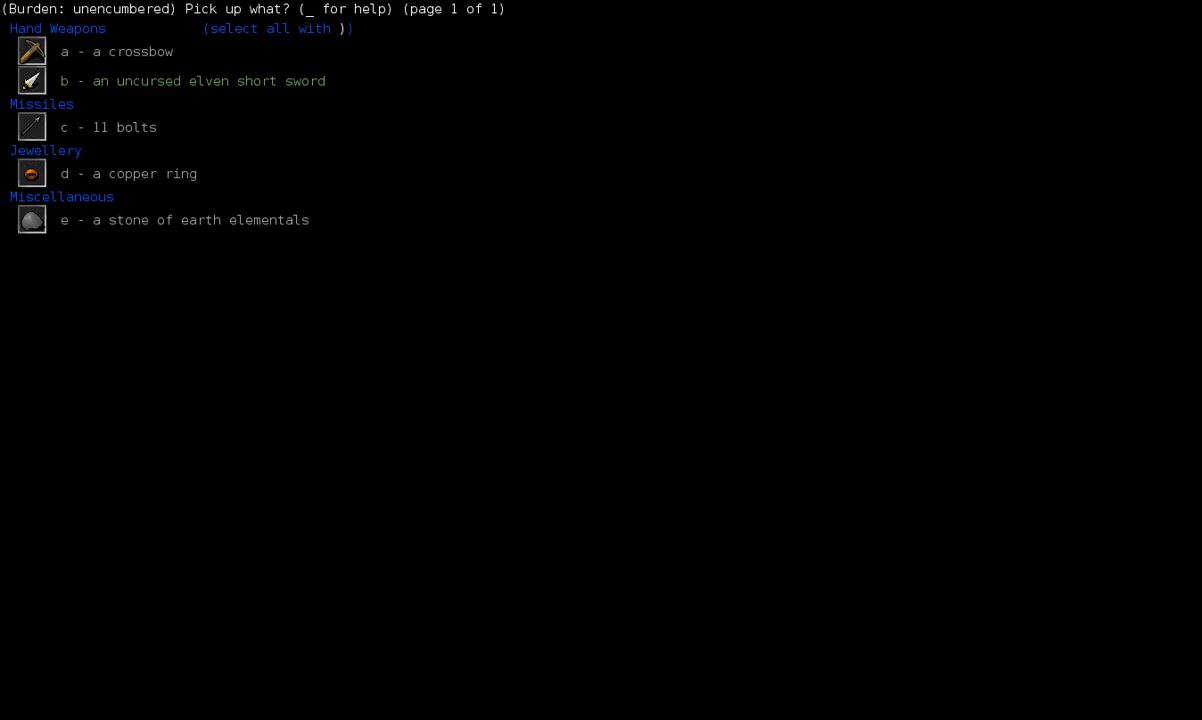 (Burden: unencumbered) Pick up what? (_ for help) (page 1 of 1)
Hand Weapons (select all with ))
a - a crossbow
b - an uncursed elven short sword
Missiles
c - 11 bolts
Jewellery
d - a copper ring
Miscellaneous
e - a stone of earth elementals